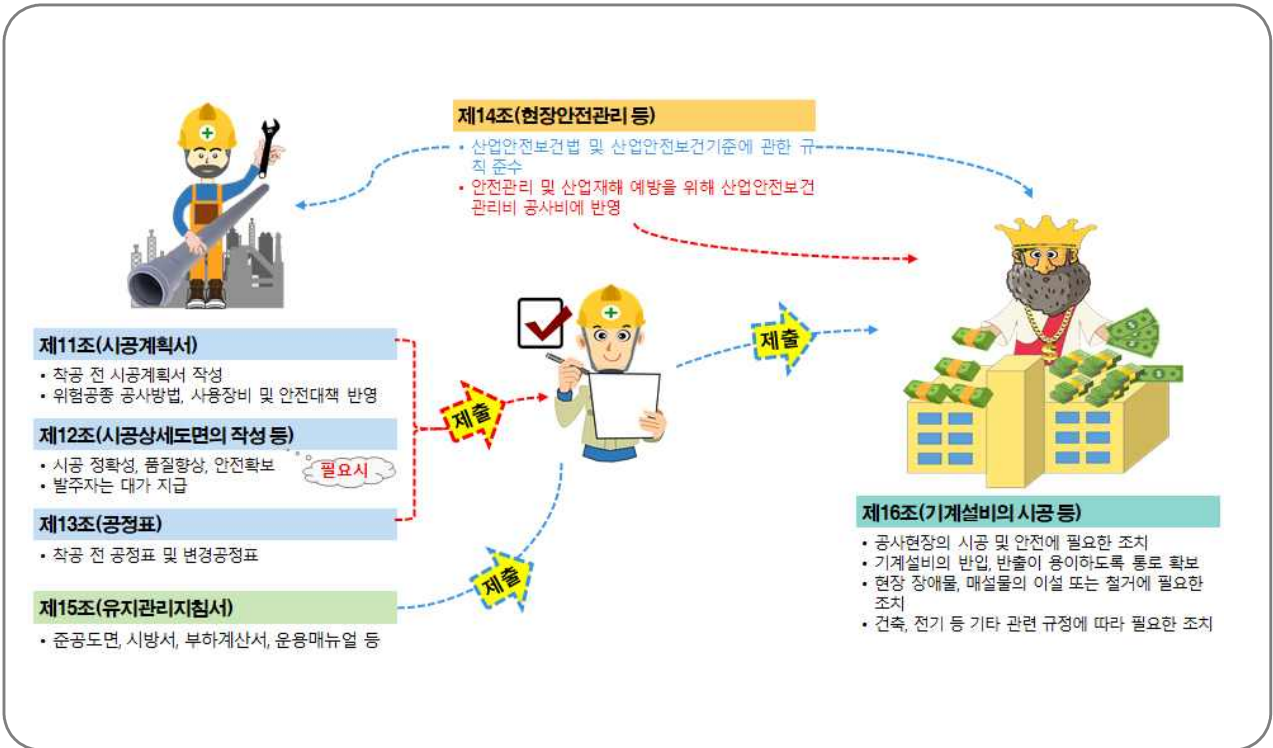 제14조(현장안전관리 등)
• 산업안전보건법 및 산업안전보건기준에 관한 규
칙 준수
• 안전관리 및 산업재해 예방을 위해 산업안전보건
관리비 공사비에 반영
제11조(시공계획서)
• 착공 전 시공계획서 작성
• 위험공종 공사방법, 사용장비 및 안전대책 반영
제12조(시공상세도면의 작성 등)
• 시공 정확성, 품질향상, 안전확보
• 발주자는 대가 지급
필요시
제13조(공정표)
• 착공 전 공정표 및 변경공정표
제15조(유지관리지침서)
• 준공도면, 시방서, 부하계산서, 운용매뉴얼 등
제출
제출
제출
제16조(기계설비의 시공 등)
• 공사현장의 시공 및 안전에 필요한 조치
• 기계설비의 반입, 반출이 용이하도록 통로 확보
• 현장 장애물, 매설물의 이설 또는 철거에 필요한
조치
• 건축, 전기 등 기타 관련 규정에 따라 필요한 조치